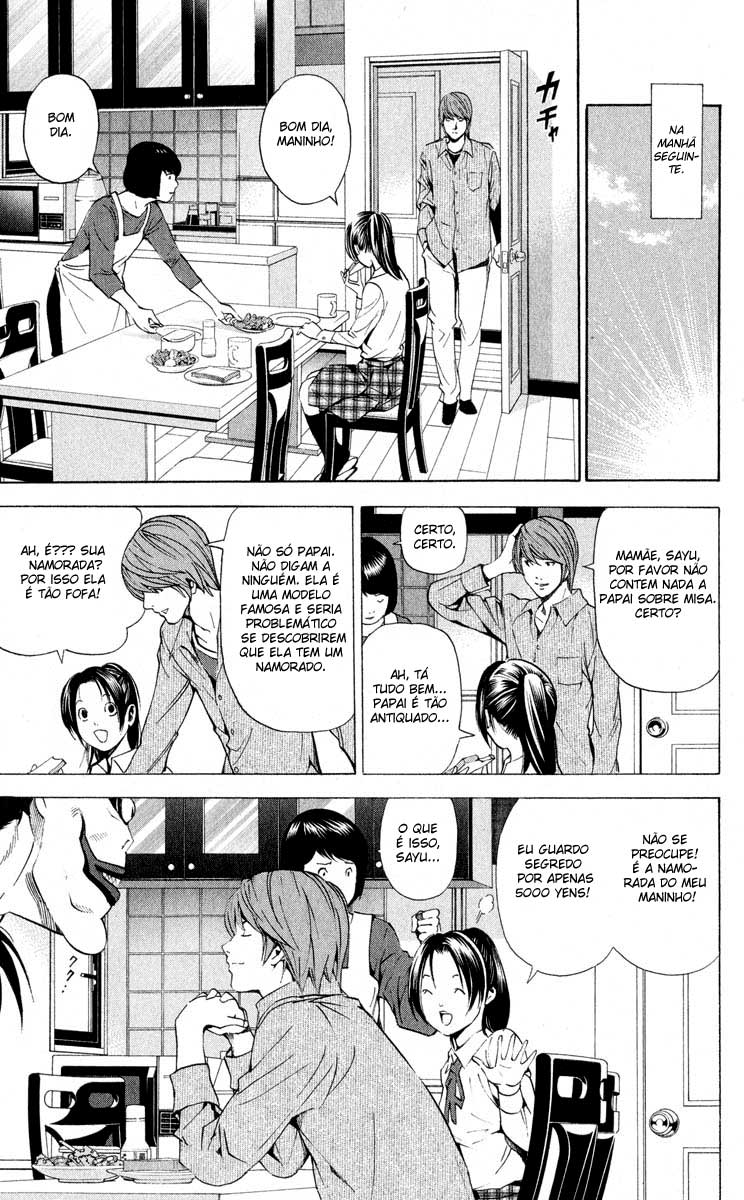 NA
MANHÃ
SEGUIN-
TE.
カチャ
BOM DIA,
MANINHO!
BOM
DIA.
MAMÃE, SAYU,
POR FAVOR NÃO
CONTEM NADA A
PAPAI SOBRE MISA.
CERTO?
CERTO,
CERTO.
AH, TÁ
TUDO BEM...
PAPAI É TÃO
ANTIQUADO...
NÃO SÓ PAPAI.
NÃO DIGAM A
NINGUÉM. ELA É
UMA MODELO
FAMOSA E SERIA
PROBLEMÁTICO
SE DESCOBRIREM
QUE ELA TEM UM
NAMORADO.
AH, É??? SUA
NAMORADA?
POR ISSO ELA
É TÃO FOFA!
NÃO SE
PREOCUPE!
É A NAMO-
RADA DO MEU
MANINHO!
EU GUARDO
SEGREDO
POR APENAS
5OOO YENS!
O QUE
É ISSO,
SAYU...